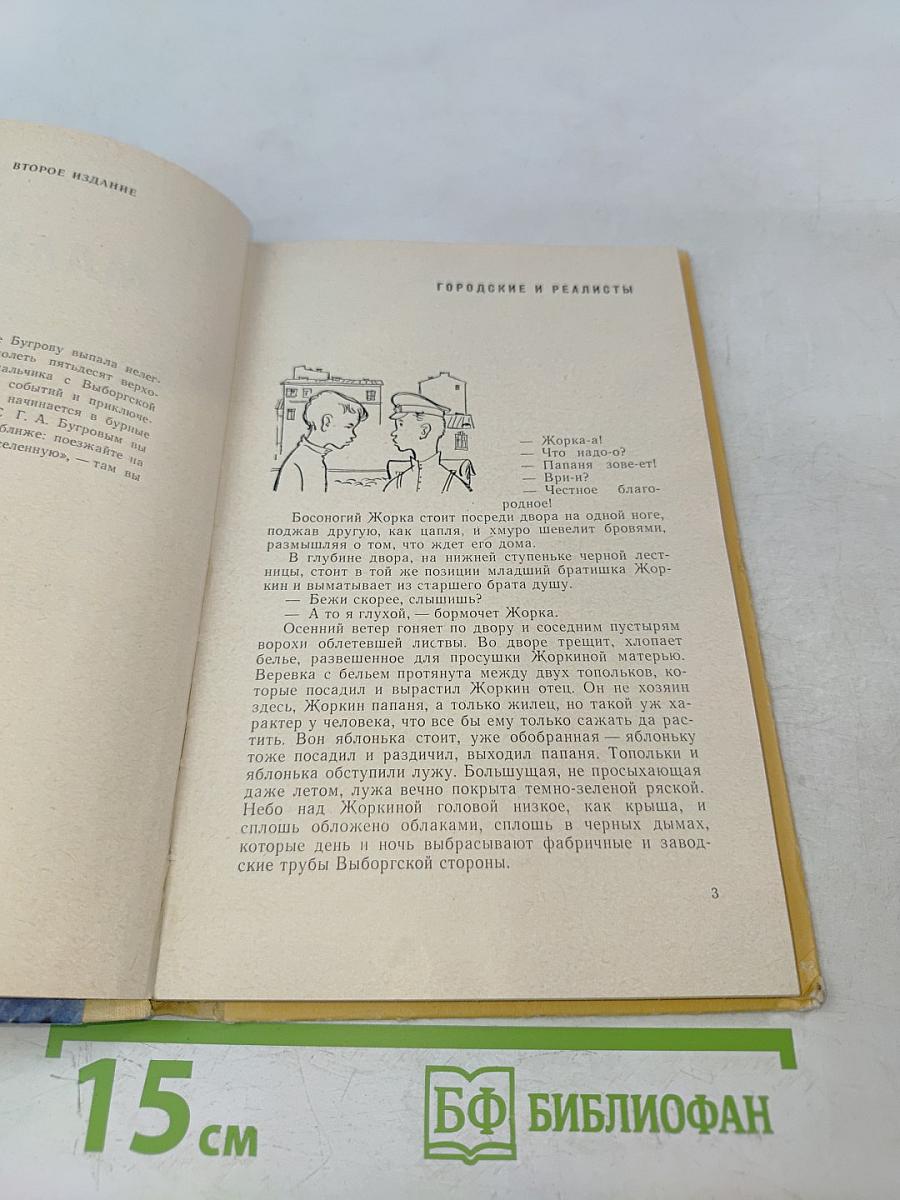 ВТОРОЕ ИЗДАНИЕ
Бугрову выпала нелег-
пятьдесят верхо-
с Выборгской
событий и приключе-
начинается в бурные
Г. А. Бугровым вы
ближе: поезжайте на
— там вы
ГОРОДСКИЕ И РЕАЛИСТЫ
— Жорка-а!
— Что надо-о?
— Папаня зове-ет!
— Ври-и?
— Честное благо-
родное!
Босоногий Жорка стоит посреди двора на одной ноге,
поджав другую, как цапля, и хмуро шевелит бровями,
размышляя о том, что ждет его дома.
В глубине двора, на нижней ступеньке черной лест-
ницы, стоит в той же позиции младший братишка Жор-
кин и выматывает из старшего брата душу.
— Бежи скорее, слышишь?
— А то я глухой, — бормочет Жорка.
Осенний ветер гоняет по двору и соседним пустырям
ворохи облетевшей листвы. Во дворе трещит, хлопает
белье, развешенное для просушки Жоркиной матерью.
Веревка с бельем протянута между двух топольков, ко-
торые посадил и вырастил Жоркин отец. Он не хозяин
здесь, Жоркин папаня, а только жилец, но такой уж ха-
рактер у человека, что все бы ему только сажать да рас-
тить. Вон яблонька стоит, уже обобранная — яблоньку
тоже посадил и раздичил, выходил папаня. Топольки и
яблонька обступили лужу. Большущая, не просыхающая
даже летом, лужа вечно покрыта темно-зеленой ряской.
Небо над Жоркиной головой низкое, как крыша, и
сплошь обложено облаками, сплошь в черных дымах,
которые день и ночь выбрасывают фабричные и завод-
ские трубы Выборгской стороны.
3
15 см
БФ БИБЛИОФАН